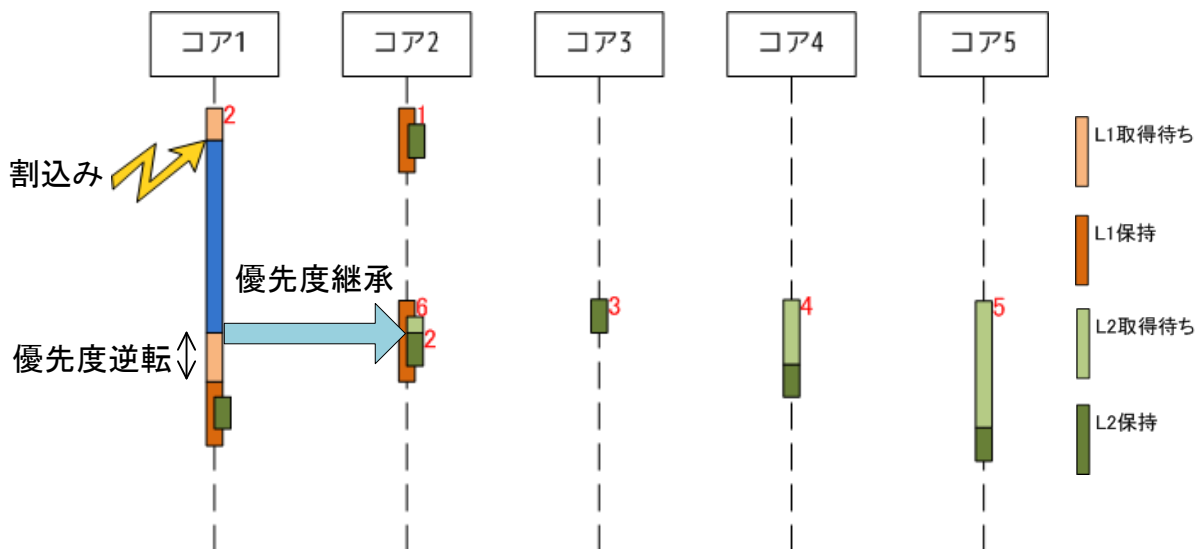 コア1
コア2
コア3
コア4
コア5
2
1
割込み
L1取得待ち
L1保持
優先度継承
6
2
3
4
5
L2取得待ち
優先度逆転
L2保持